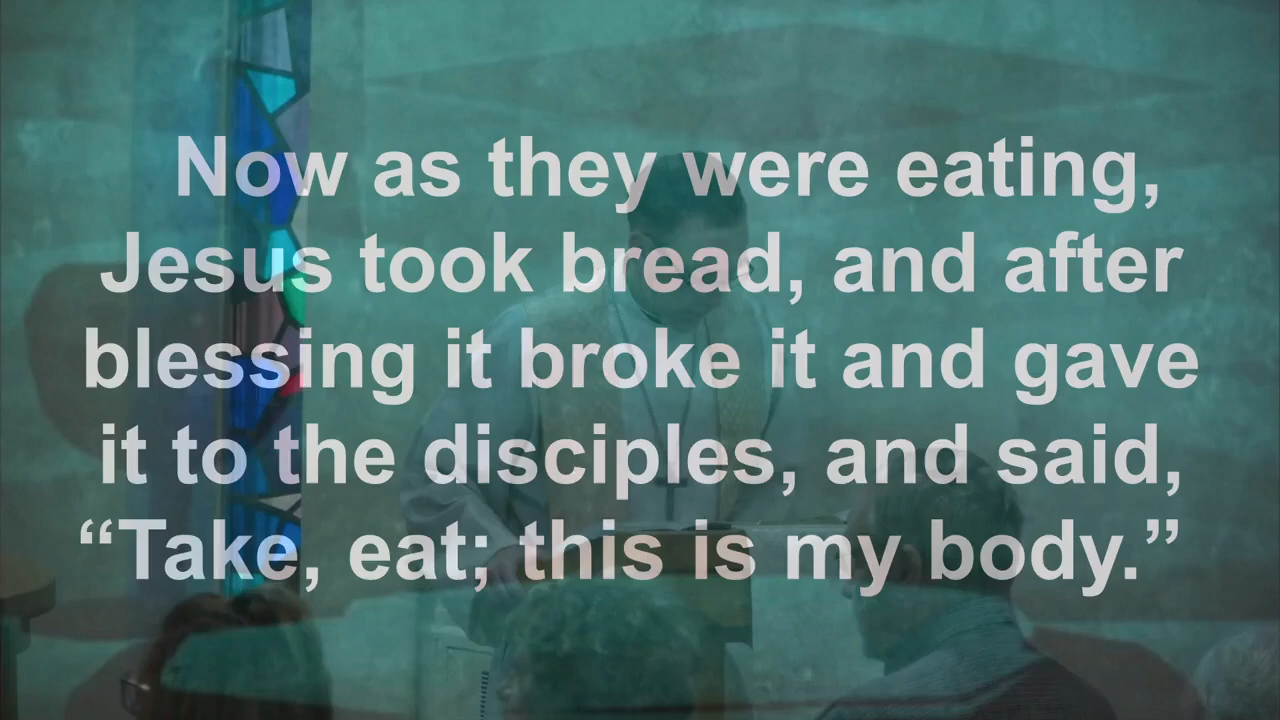 Now as they were eating,
Jesus took bread, and after
blessing it broke it and gave
it to the disciples, and said,
“Take, eat; this is my body.”